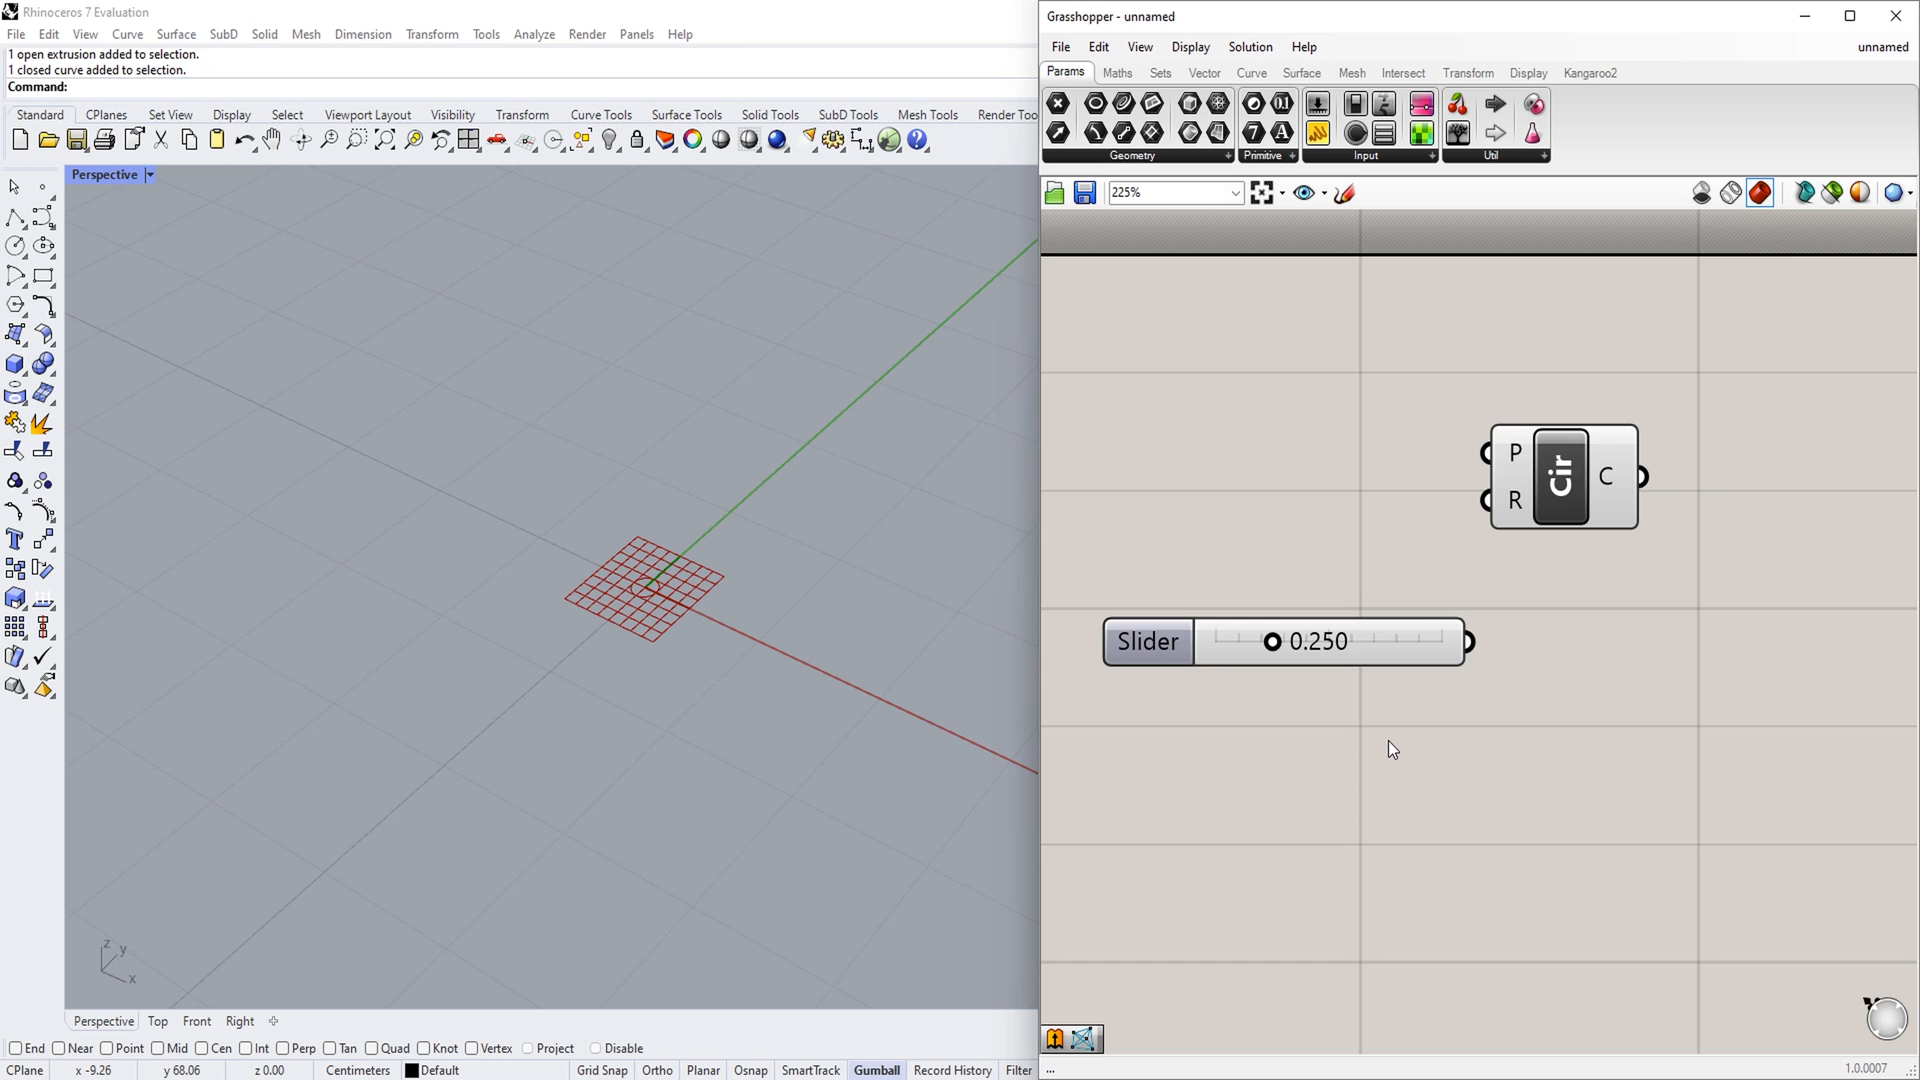 Rhinoceros 7 Evaluation
File Edit View Curve Surface SubD Solid Mesh Dimension Transform Tools Analyze Render Panels Help
1 open extrusion added to selection.
1 closed curve added to selection.
Command:
Standard CPlanes Set View Display Select Viewport Layout Visibility Transform Curve Tools Surface Tools Solid Tools SubD Tools Mesh Tools Render Too
Perspective
z
y
x
Perspective Top Front Right
End Near Point Mid Cen Int Perp Tan Quad Knot Vertex Project Disable
CPlane x -9.26 y 68.06 z 0.00 Centimeters Default Grid Snap Ortho Planar Osnap SmartTrack Gumball Record History Filter
Grasshopper - unnamed
File Edit View Display Solution Help unnamed
Params Maths Sets Vector Curve Surface Mesh Intersect Transform Display Kangaroo2
Geometry Primitive Input Util
225%
P
R
Cir
C
Slider 0.250
... 1.0.0007